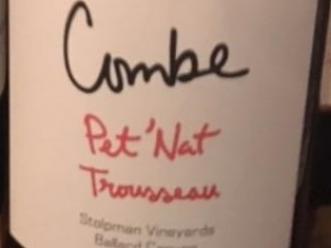 Combe
Pet'Nat
Trousseau
Stolpman Vineyards
Ballard Canyon